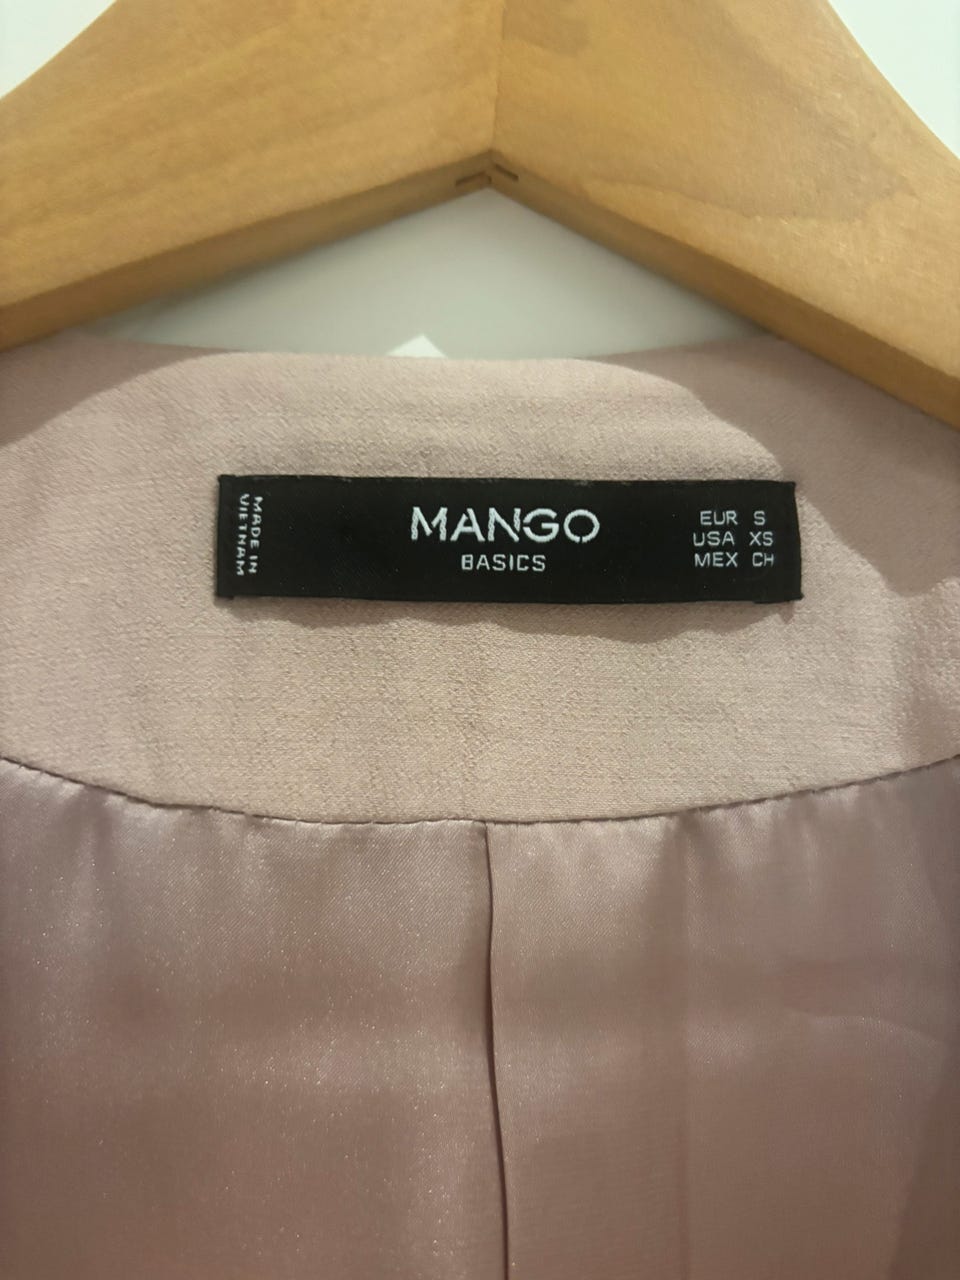 MADE IN
VIETNAM
MANGO
BASICS
EUR S
USA XS
MEX CH